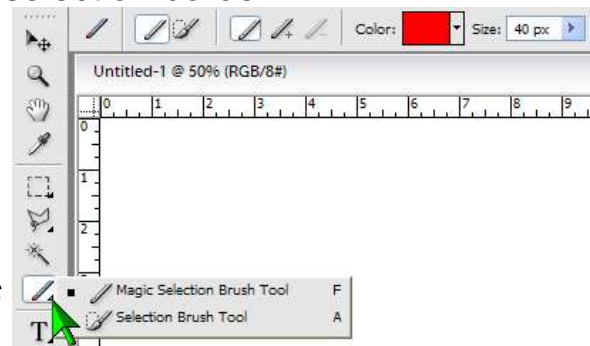 Color: Size: 40 px
Untitled-1 @ 50% (RGB/8#)
0 1 2 3 4 5 6 7 8 9
0
1
2
Magic Selection Brush Tool F
Selection Brush Tool A
T